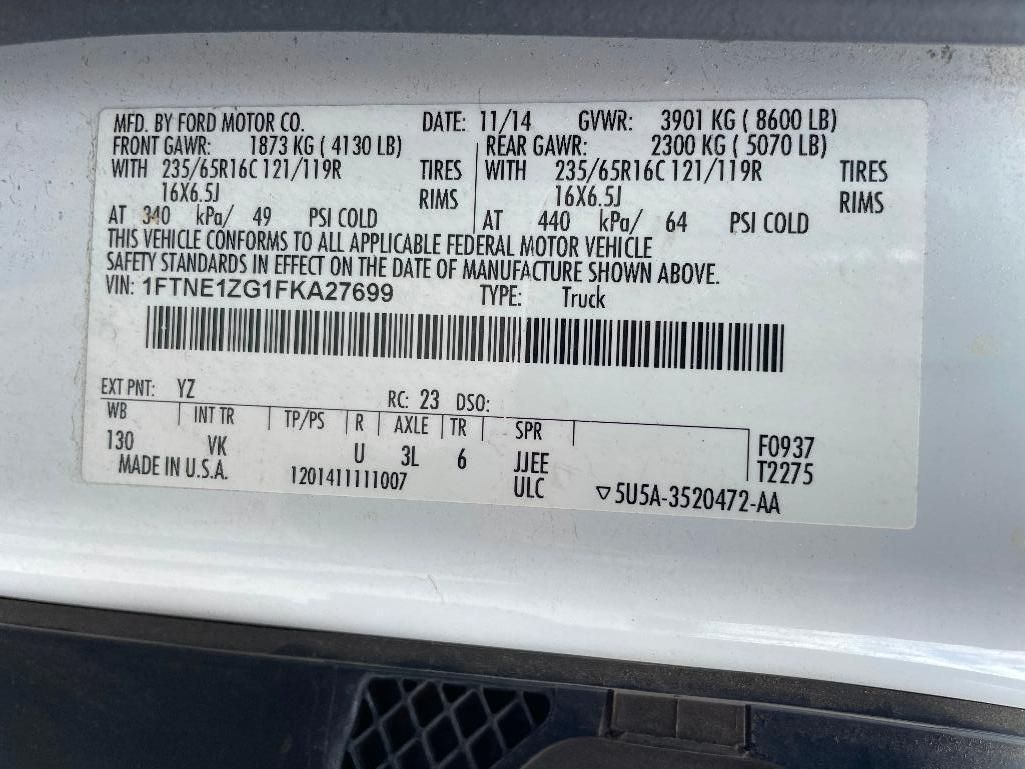 MFD. BY FORD MOTOR CO. DATE: 11/14 GVWR: 3901 KG ( 8600 LB)
FRONT GAWR: 1873 KG ( 4130 LB) REAR GAWR: 2300 KG ( 5070 LB)
WITH 235/65R16C 121/119R TIRES WITH 235/65R16C 121/119R TIRES
16X6.5J RIMS 16X6.5J RIMS
AT 340 kPa/ 49 PSI COLD AT 440 kPa/ 64 PSI COLD
THIS VEHICLE CONFORMS TO ALL APPLICABLE FEDERAL MOTOR VEHICLE
SAFETY STANDARDS IN EFFECT ON THE DATE OF MANUFACTURE SHOWN ABOVE.
VIN: 1FTNE1ZG1FKA27699 TYPE: Truck
EXT PNT: YZ RC: 23 DSO:
WB INT TR TP/PS R AXLE TR SPR
130 VK U 3L 6 JJEE F0937
MADE IN U.S.A. 1201411111007 ULC T2275
▽5U5A-3520472-AA